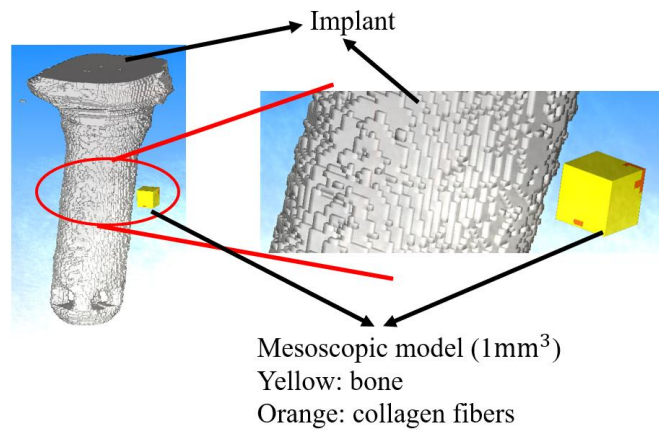 Implant
Mesoscopic model (1mm³)
Yellow: bone
Orange: collagen fibers